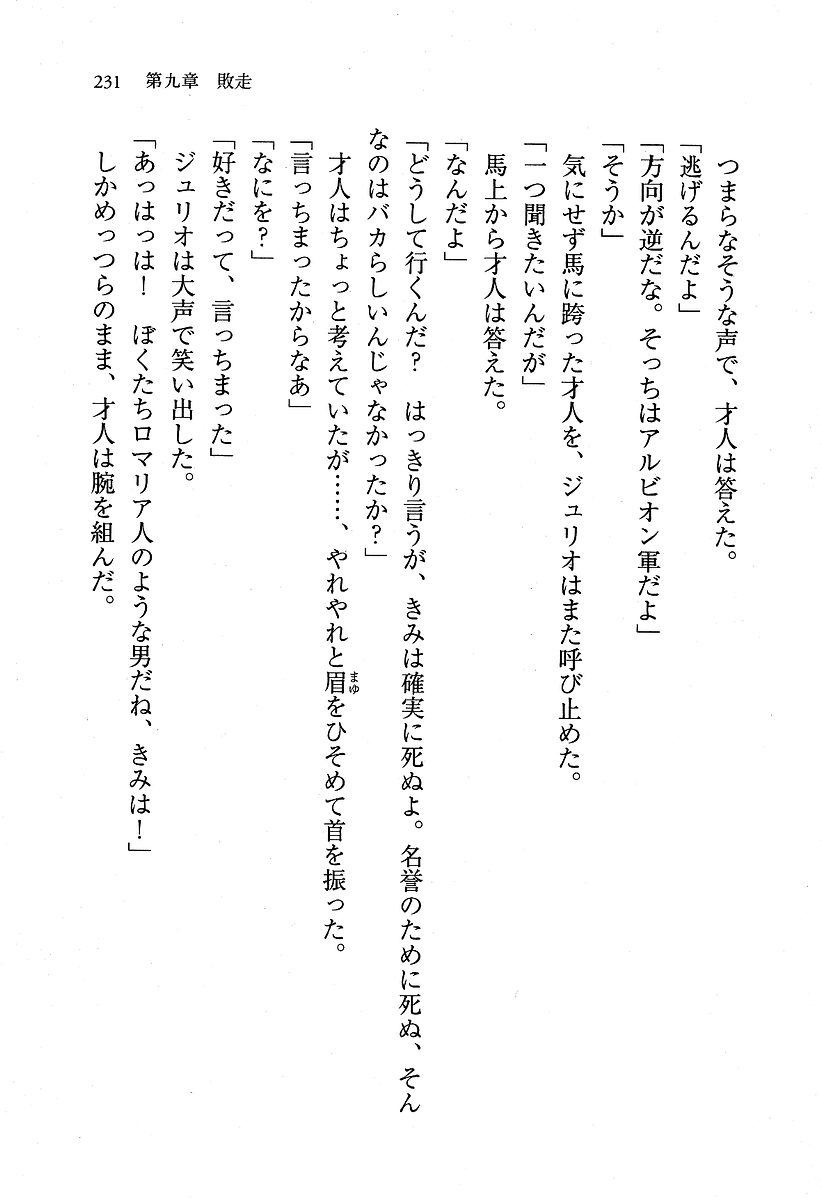 231　第九章　敗走
　つまらなそうな声で、才人は答えた。
「逃げるんだよ」
「方向が逆だな。そっちはアルビオン軍だよ」
「そうか」
　気にせず馬に跨った才人を、ジュリオはまた呼び止めた。
「一つ聞きたいんだが」
　馬上から才人は答えた。
「なんだよ」
「どうして行くんだ？　はっきり言うが、きみは確実に死ぬよ。名誉のために死ぬ、そん
なのはバカらしいんじゃなかったか？」
　才人はちょっと考えていたが……、やれやれと眉まゆをひそめて首を振った。
「言っちまったからなあ」
「なにを？」
「好きだって、言っちまった」
　ジュリオは大声で笑い出した。
「あっはっは！　ぼくたちロマリア人のような男だね、きみは！」
　しかめっつらのまま、才人は腕を組んだ。